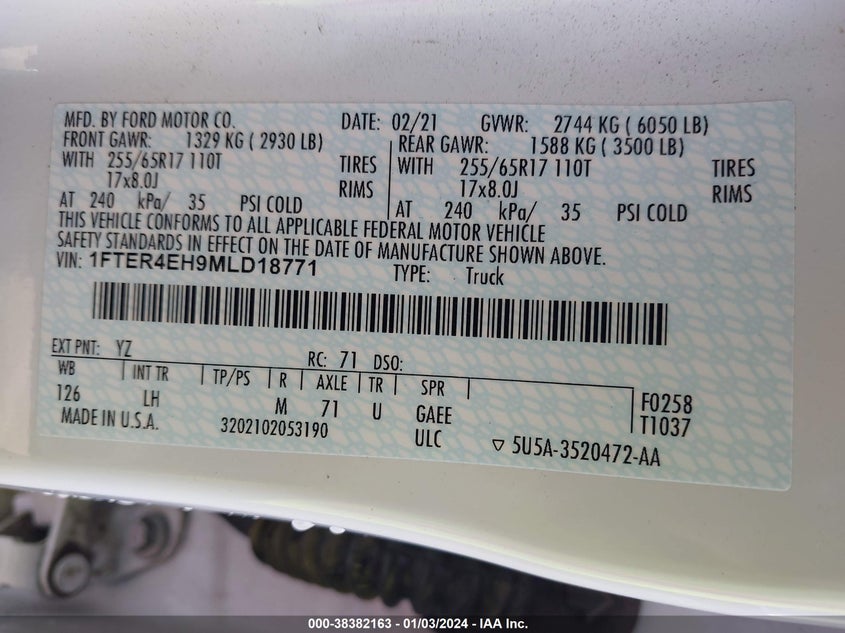 MFD. BY FORD MOTOR CO. DATE: 02/21 GVWR: 2744 KG ( 6050 LB)
FRONT GAWR: 1329 KG ( 2930 LB) REAR GAWR: 1588 KG ( 3500 LB)
WITH 255/65R17 110T TIRES WITH 255/65R17 110T TIRES
17x8.0J RIMS 17x8.0J RIMS
AT 240 kPa/ 35 PSI COLD AT 240 kPa/ 35 PSI COLD
THIS VEHICLE CONFORMS TO ALL APPLICABLE FEDERAL MOTOR VEHICLE
SAFETY STANDARDS IN EFFECT ON THE DATE OF MANUFACTURE SHOWN ABOVE.
VIN: 1FTER4EH9MLD18771 TYPE: Truck
EXT PNT: YZ RC: 71 DSO:
WB INT TR TP/PS R AXLE TR SPR
126 LH M 71 U GAEE F0258
MADE IN U.S.A. 3202102053190 ULC T1037
▽ 5U5A-3520472-AA
000-38382163 - 01/03/2024 - IAA Inc.